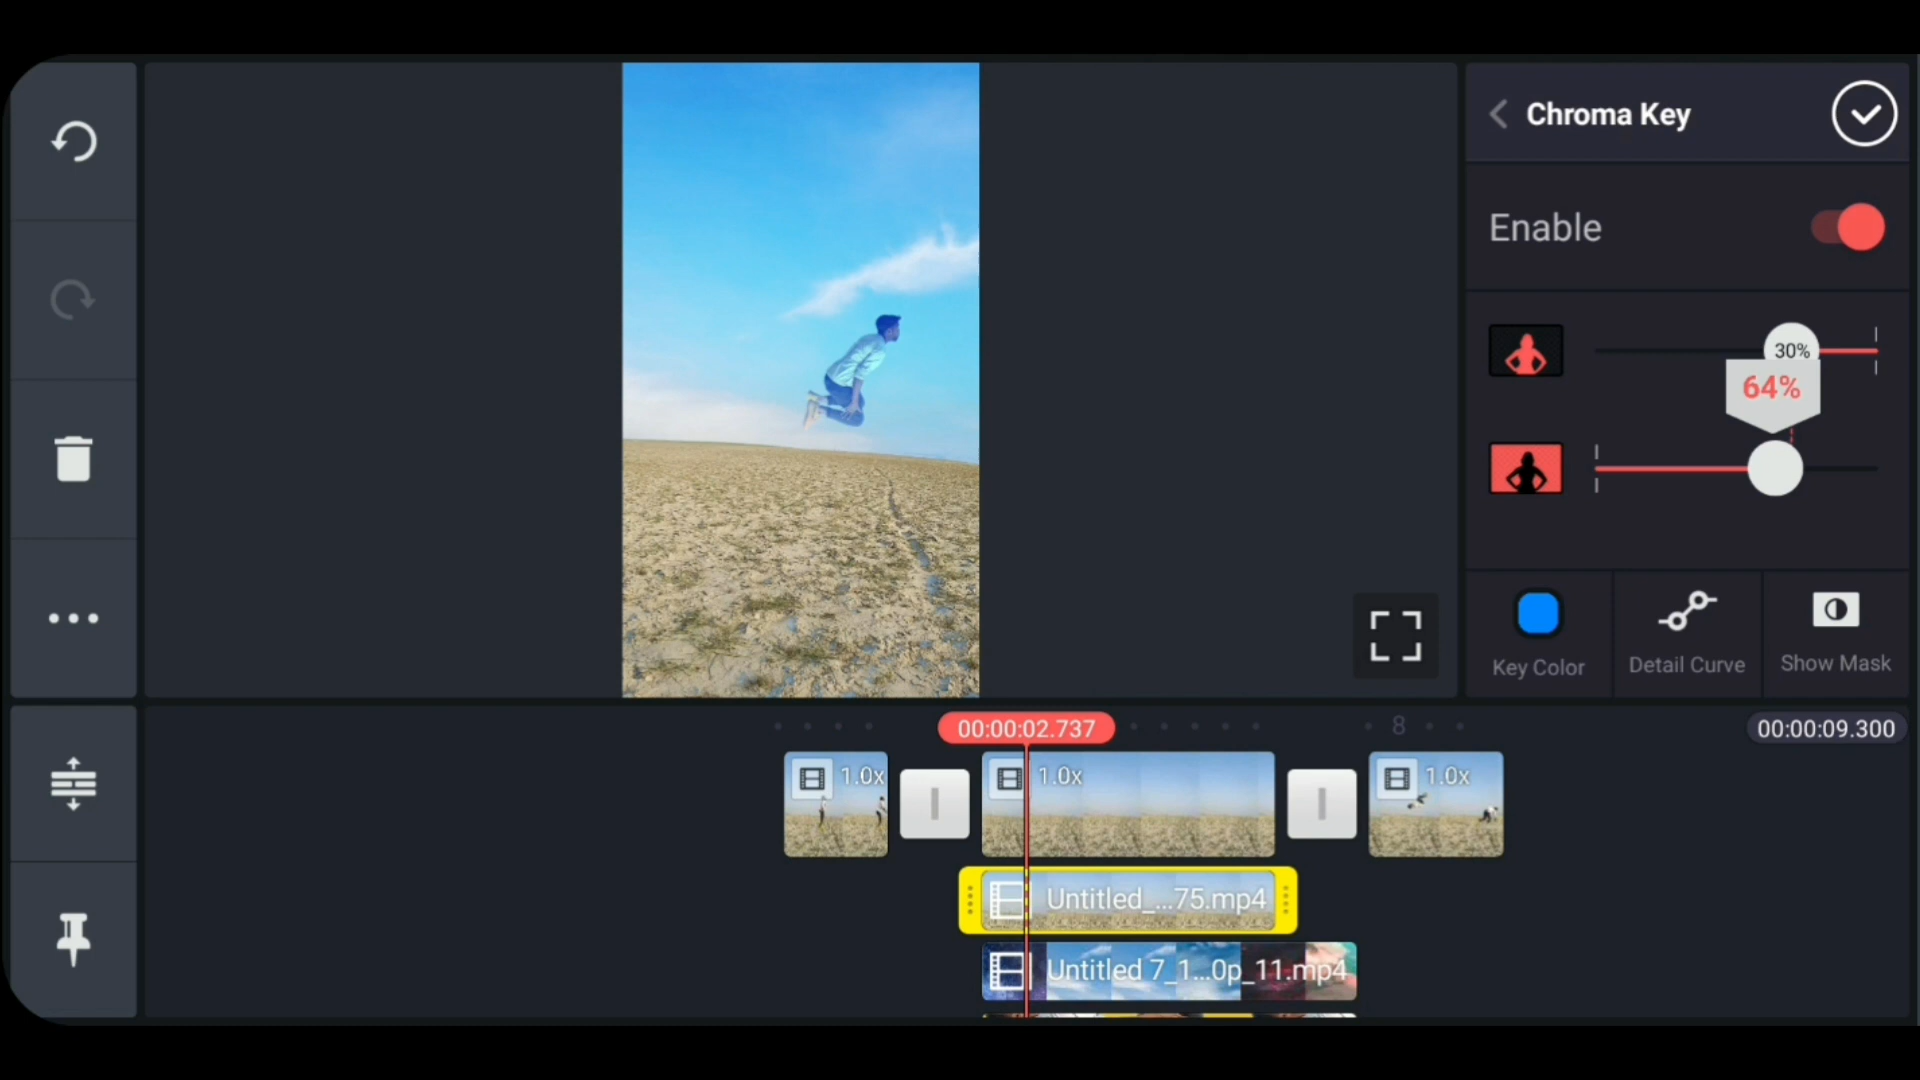 Chroma Key
Enable
30%
64%
Key Color
Detail Curve
Show Mask
00:00:02.737
8
00:00:09.300
1.0x
1.0x
1.0x
Untitled_...75.mp4
Untitled 7_1...0p_11.mp4